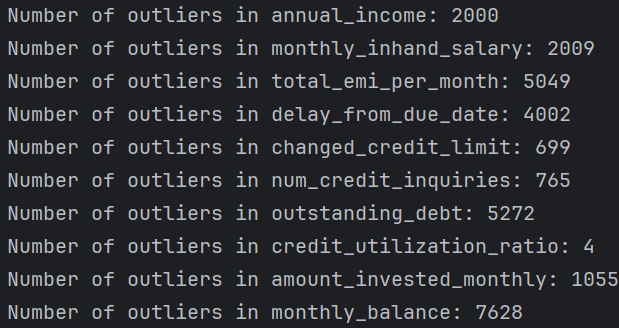 Number of outliers in annual_income: 2000
Number of outliers in monthly_inhand_salary: 2009
Number of outliers in total_emi_per_month: 5049
Number of outliers in delay_from_due_date: 4002
Number of outliers in changed_credit_limit: 699
Number of outliers in num_credit_inquiries: 765
Number of outliers in outstanding_debt: 5272
Number of outliers in credit_utilization_ratio: 4
Number of outliers in amount_invested_monthly: 1055
Number of outliers in monthly_balance: 7628